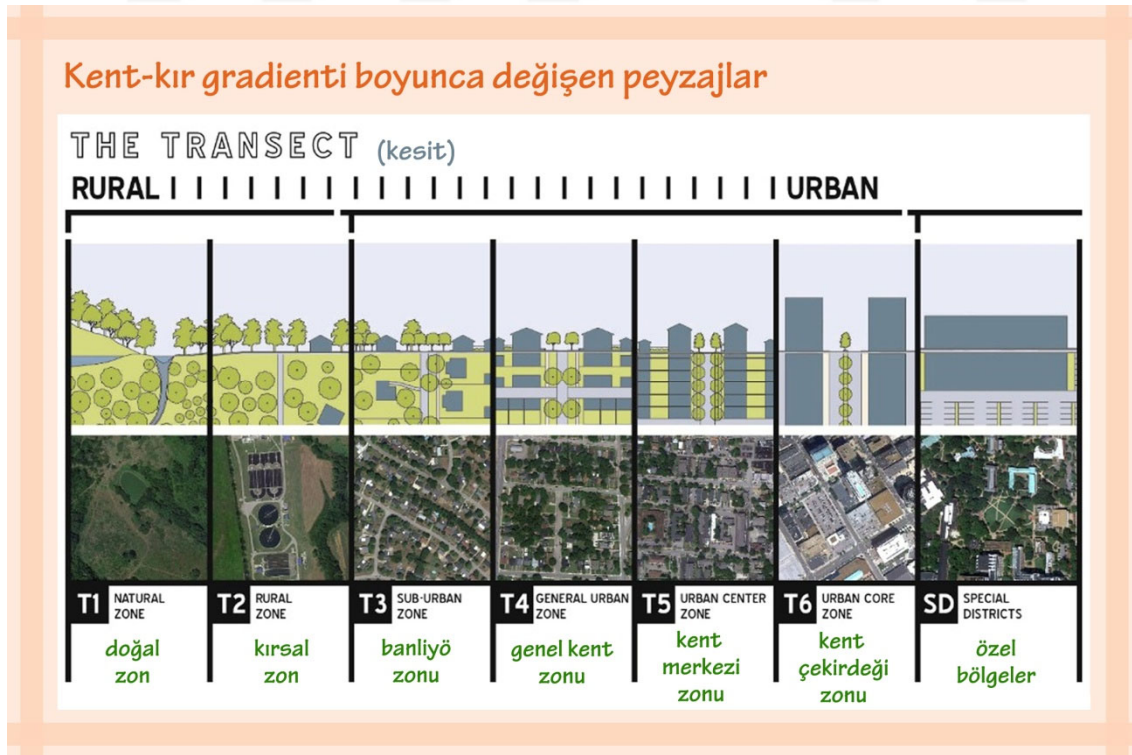 Kent-kır gradienti boyunca değişen peyzajlar
THE TRANSECT (kesit)
RURAL URBAN
T1 NATURAL ZONE
T2 RURAL ZONE
T3 SUB-URBAN ZONE
T4 GENERAL URBAN ZONE
T5 URBAN CENTER ZONE
T6 URBAN CORE ZONE
SD SPECIAL DISTRICTS
doğal
zon
kırsal
zon
banliyö
zonu
genel kent
zonu
kent
merkezi
zonu
kent
çekirdeği
zonu
özel
bölgeler